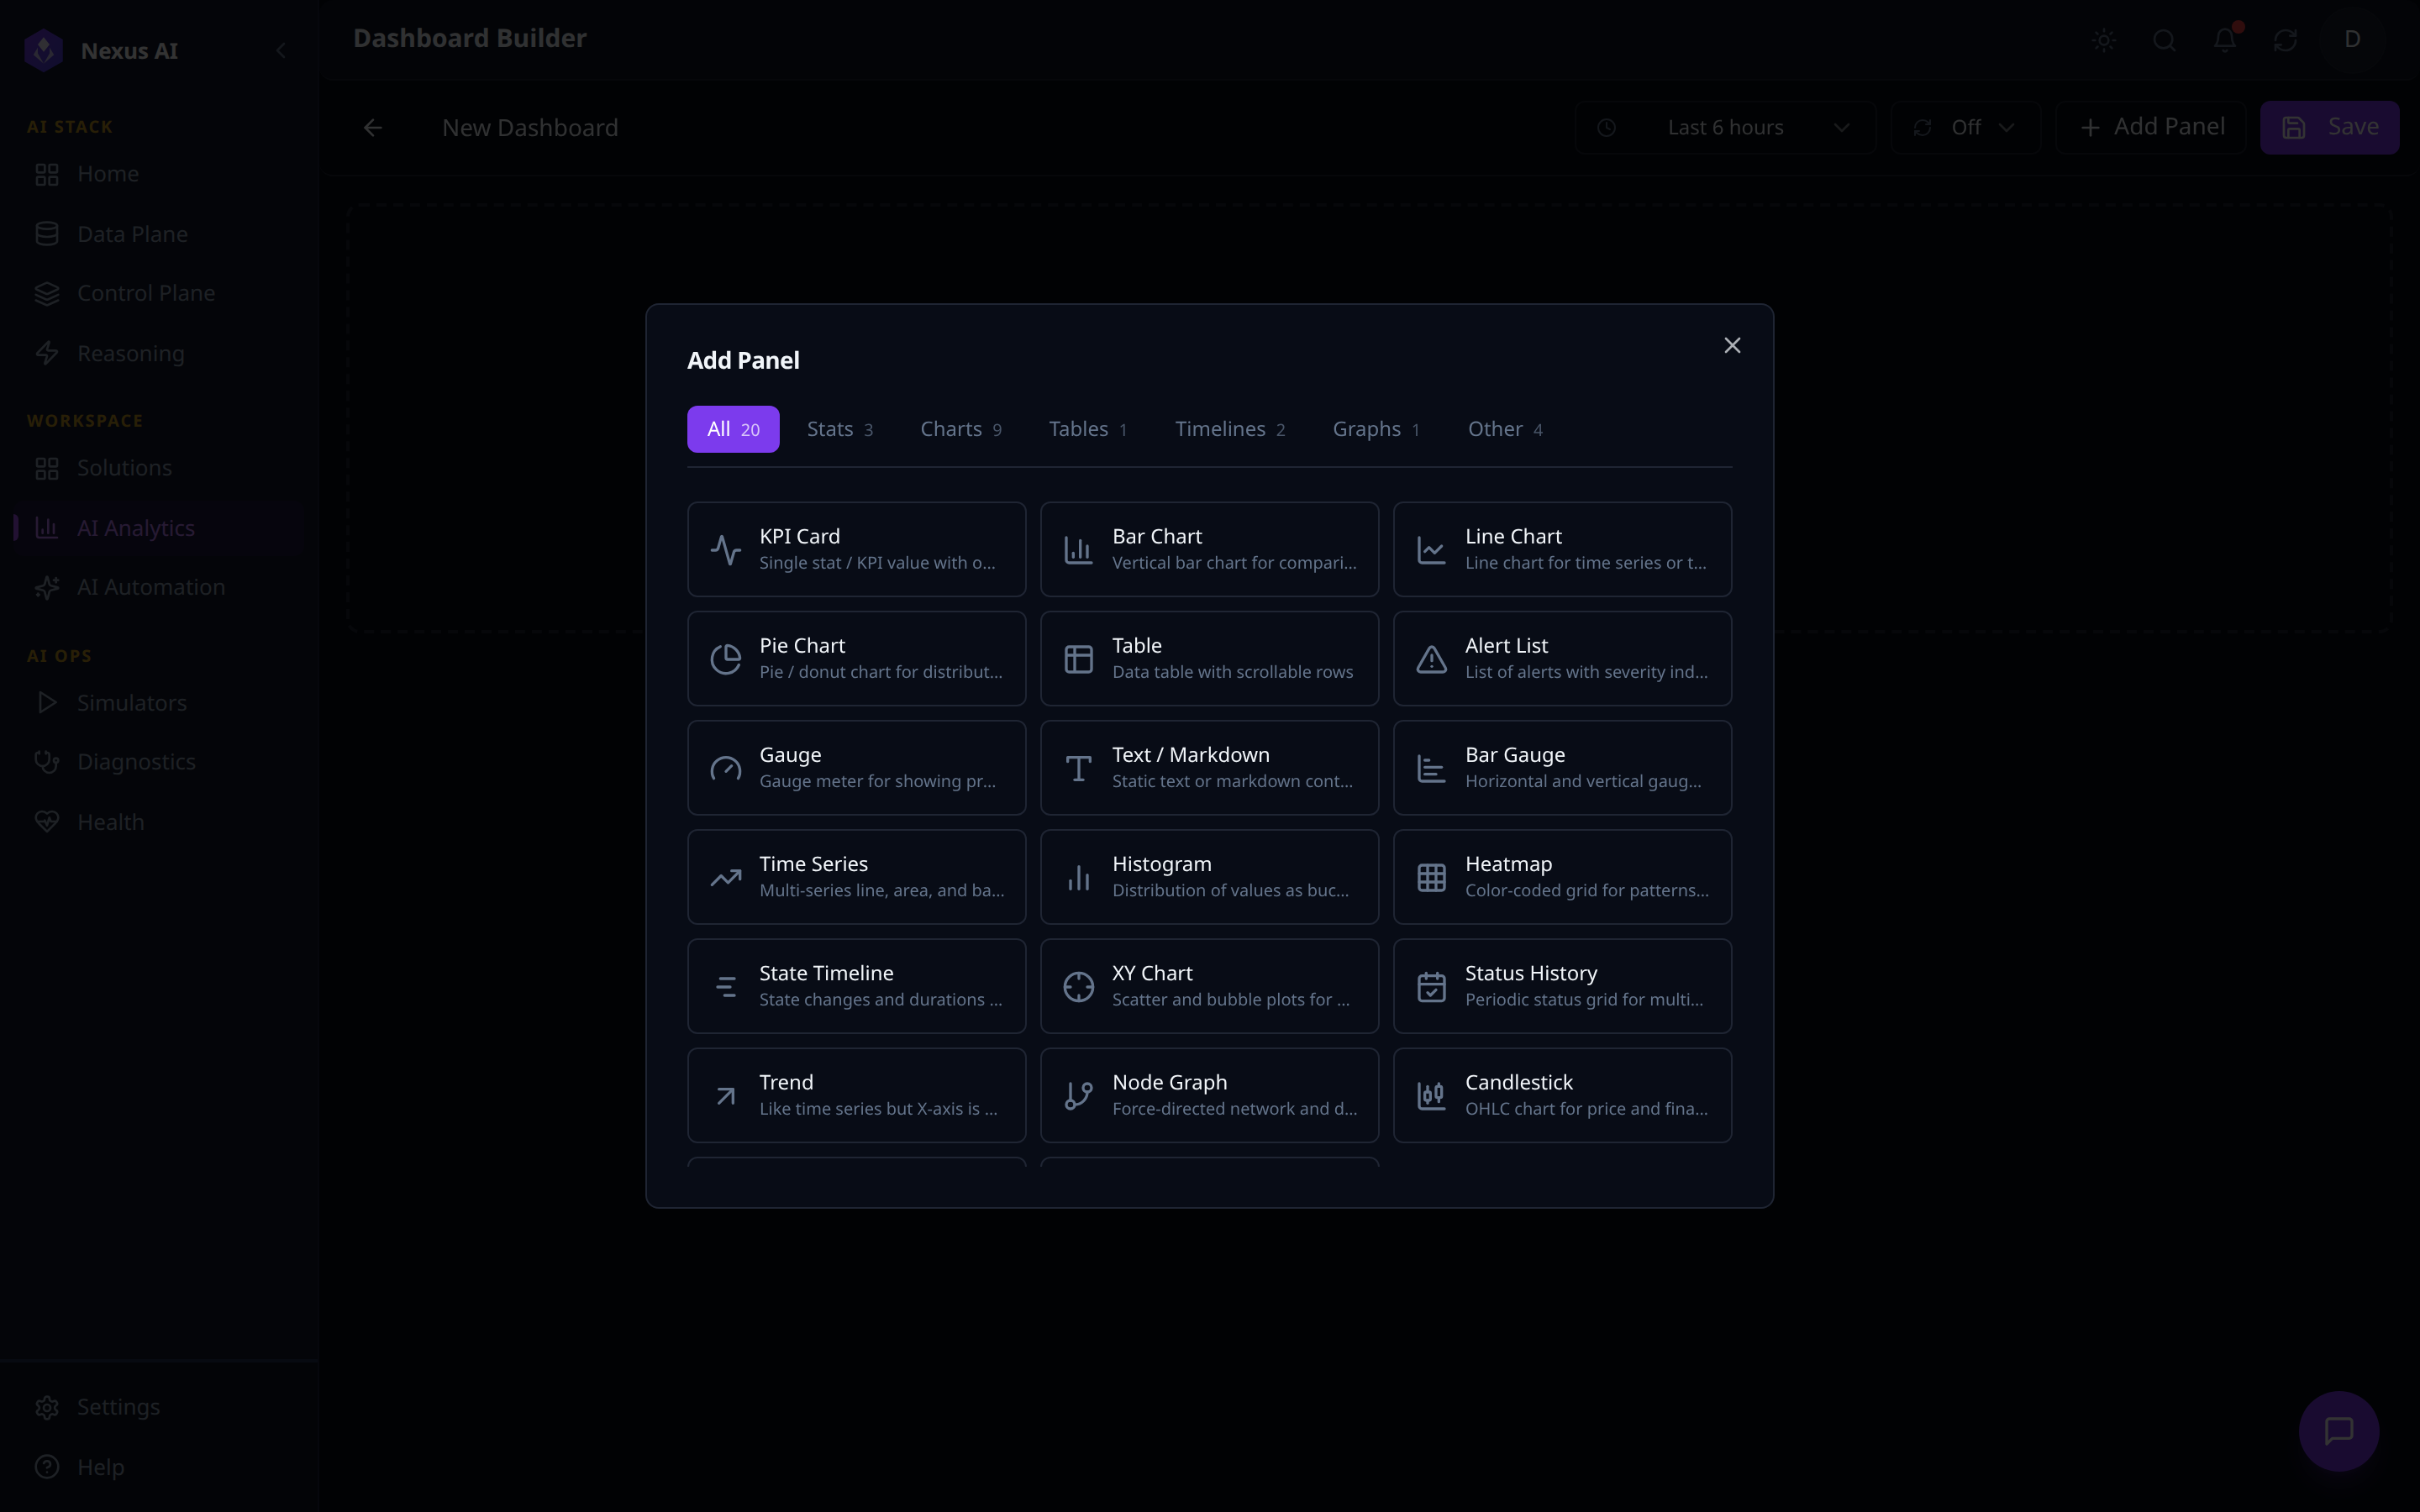 Nexus AI
AI STACK
Home
Data Plane
Control Plane
Reasoning
WORKSPACE
Solutions
AI Analytics
AI Automation
AI OPS
Simulators
Diagnostics
Health
Settings
Help
Dashboard Builder
D
New Dashboard
Last 6 hours
Off
Add Panel
Save
Add Panel
All 20
Stats 3
Charts 9
Tables 1
Timelines 2
Graphs 1
Other 4
KPI Card
Single stat / KPI value with o...
Bar Chart
Vertical bar chart for compari...
Line Chart
Line chart for time series or t...
Pie Chart
Pie / donut chart for distribut...
Table
Data table with scrollable rows
Alert List
List of alerts with severity ind...
Gauge
Gauge meter for showing pr...
Text / Markdown
Static text or markdown cont...
Bar Gauge
Horizontal and vertical gaug...
Time Series
Multi-series line, area, and ba...
Histogram
Distribution of values as buc...
Heatmap
Color-coded grid for patterns...
State Timeline
State changes and durations ...
XY Chart
Scatter and bubble plots for ...
Status History
Periodic status grid for multi...
Trend
Like time series but X-axis is ...
Node Graph
Force-directed network and d...
Candlestick
OHLC chart for price and fina...